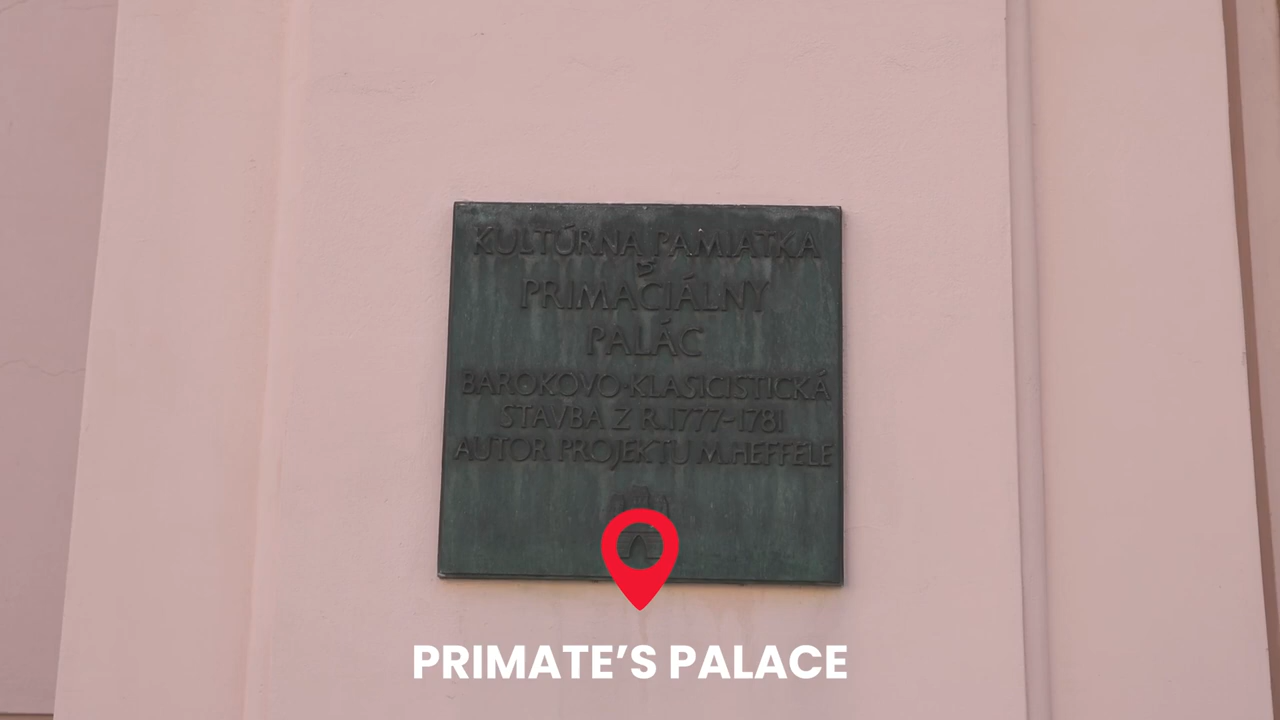 KULTÚRNA PAMIATKA
PRIMACIÁLNY
PALÁC
BAROKOVO-KLASICISTICKÁ
STAVBA Z R.1777-1781
AUTOR PROJEKTU M.HEFFELE
PRIMATE’S PALACE